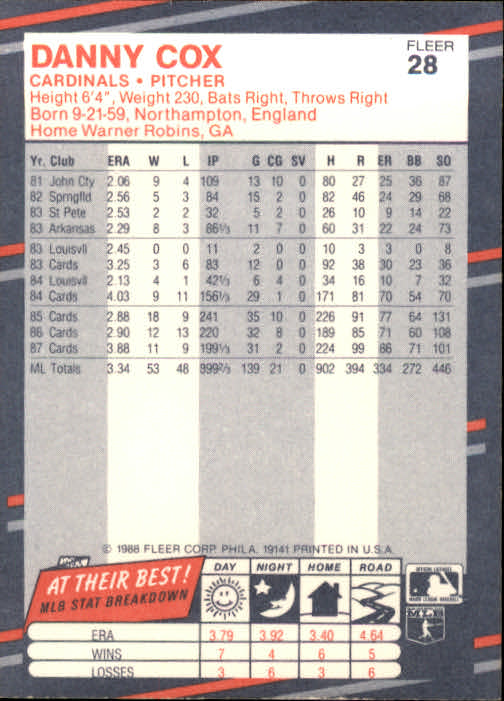 DANNY COX
FLEER
28
CARDINALS • PITCHER
Height 6'4", Weight 230, Bats Right, Throws Right
Born 9-21-59, Northampton, England
Home Warner Robins, GA
Yr. Club ERA W L IP G CG SV H R ER BB SO
81 John Cty 2.06 9 4 109 13 10 0 80 27 25 36 87
82 Sprngfld 2.56 5 3 84 15 2 0 82 46 24 29 68
83 St Pete 2.53 2 2 32 5 2 0 26 10 9 14 22
83 Arkansas 2.29 8 3 86⅓ 11 7 0 60 31 22 24 73
83 Louisvll 2.45 0 0 11 2 0 0 10 3 3 0 8
83 Cards 3.25 3 6 83 12 0 0 92 38 30 23 36
84 Louisvll 2.13 4 1 42⅓ 6 4 0 34 16 10 7 32
84 Cards 4.03 9 11 156⅓ 29 1 0 171 81 70 54 70
85 Cards 2.88 18 9 241 35 10 0 226 91 77 64 131
86 Cards 2.90 12 13 220 32 8 0 189 85 71 60 108
87 Cards 3.88 11 9 199⅓ 31 2 0 224 99 86 71 101
ML Totals 3.34 53 48 899⅔ 139 21 0 902 394 334 272 446
© 1988 FLEER CORP. PHILA. 19141 PRINTED IN U.S.A.
AT THEIR BEST!
MLB STAT BREAKDOWN
DAY NIGHT HOME ROAD
ERA 3.79 3.92 3.40 4.64
WINS 7 4 6 5
LOSSES 3 6 3 6
OFFICIAL LICENSEE
MAJOR LEAGUE BASEBALL
MLB